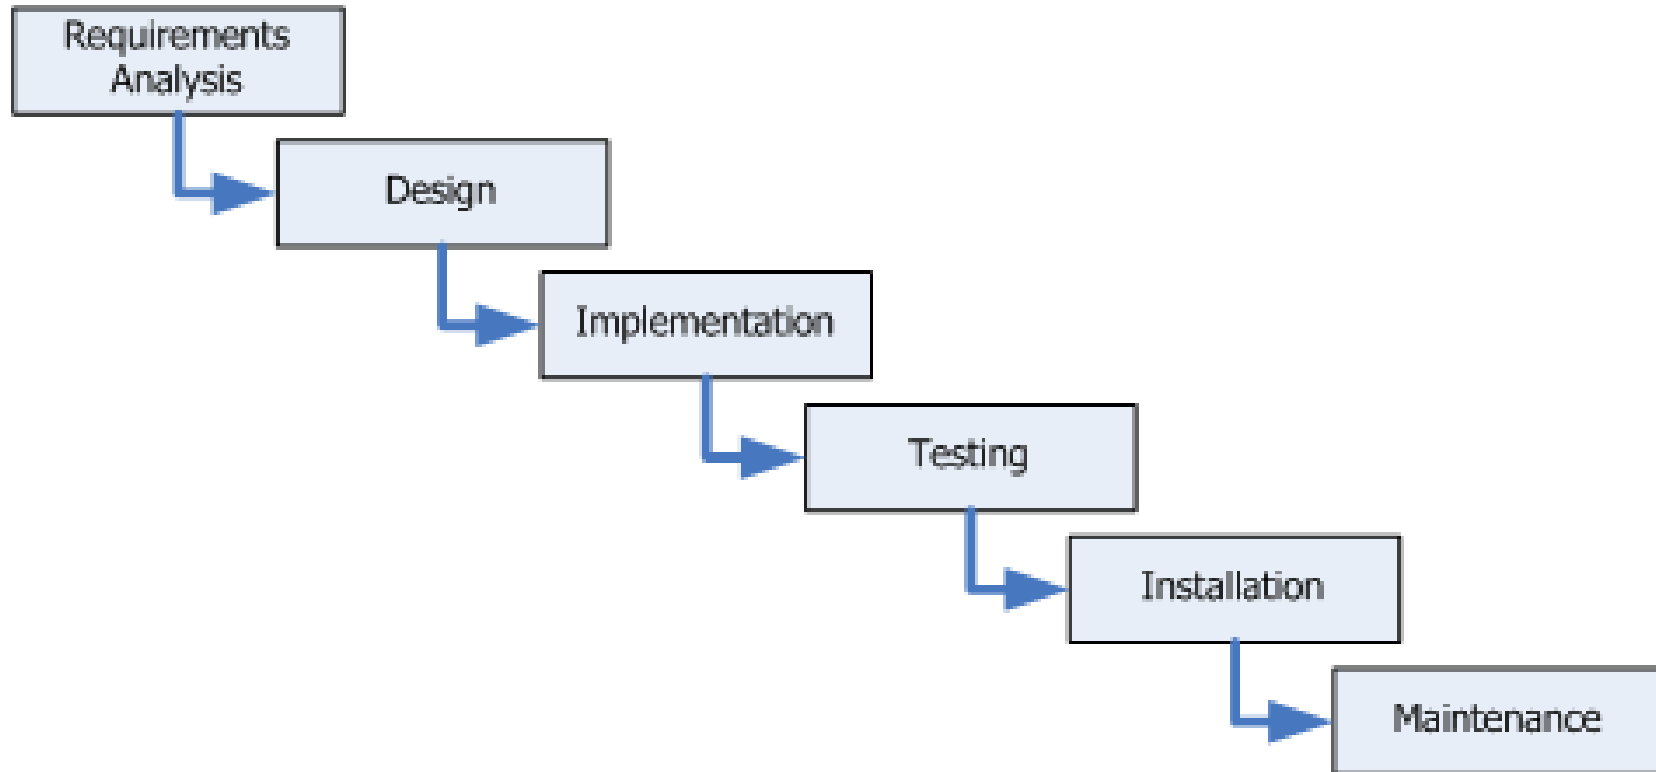 Requirements
Analysis
Design
Implementation
Testing
Installation
Maintenance